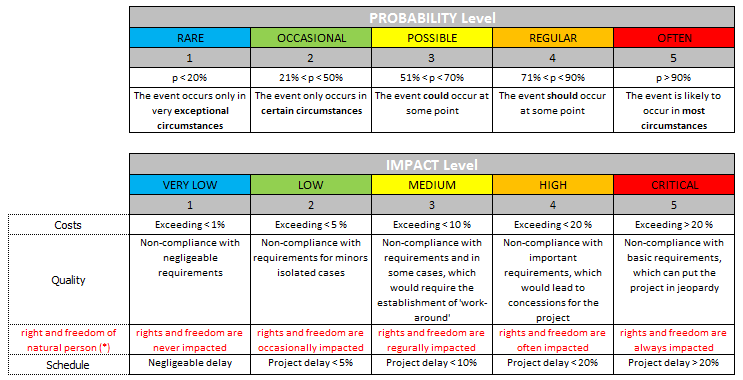 PROBABILITY Level
RARE OCCASIONAL POSSIBLE REGULAR OFTEN
1 2 3 4 5
p < 20% 21% < p < 50% 51% < p < 70% 71% < p < 90% p > 90%
The event occurs only in The event only occurs in The event could occur at The event should occur The event is likely to
very exceptional certain circumstances some point at some point occur in most
circumstances circumstances
IMPACT Level
VERY LOW LOW MEDIUM HIGH CRITICAL
1 2 3 4 5
Costs Exceeding < 1% Exceeding < 5 % Exceeding < 10 % Exceeding < 20 % Exceeding > 20 %
Non-compliance with Non-compliance with Non-compliance with Non-compliance with Non-compliance with
negligeable requirements for minors requirements and in important basic requirements,
requirements isolated cases some cases, which requirements, which which can put the
Quality would require the would lead to project in jeopardy
establishment of 'work- concessions for the
around' project
right and freedom of rights and freedom are rights and freedom are rights and freedom are rights and freedom are rights and freedom are
natural person (*) never impacted occasionally impacted regurally impacted often impacted always impacted
Schedule Negligeable delay Project delay < 5% Project delay < 10% Project delay < 20% Project delay > 20%